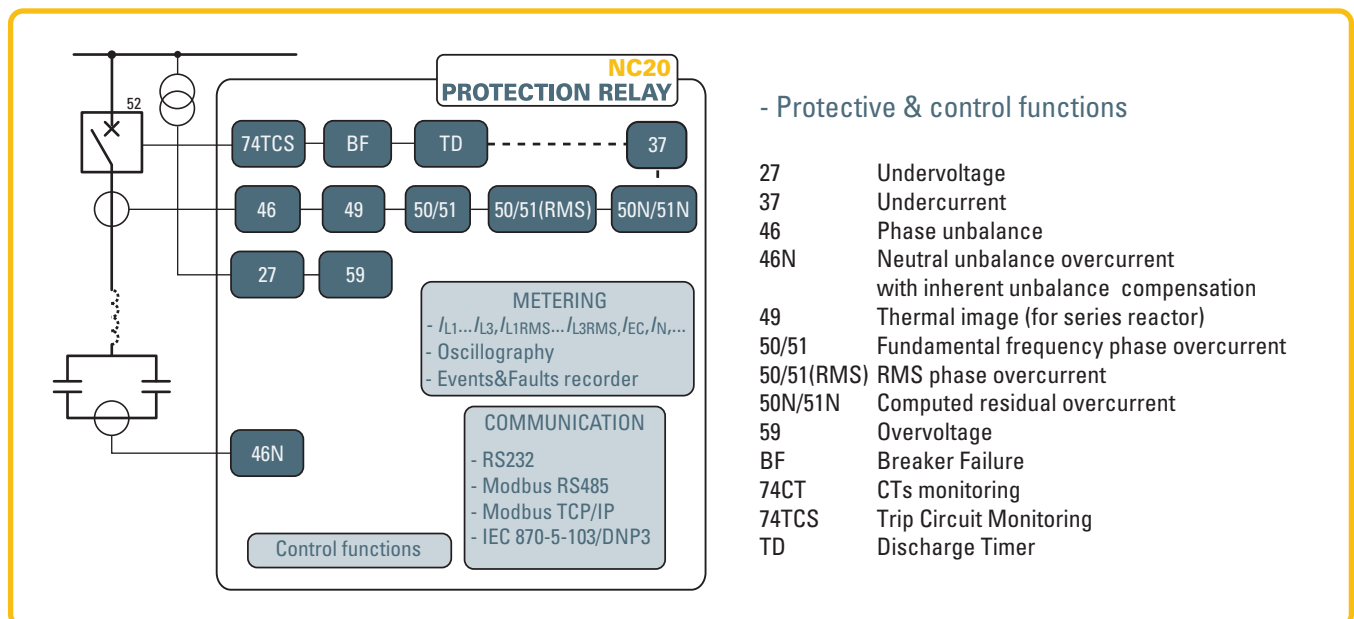 NC20
PROTECTION RELAY
52
74TCS BF TD 37
46 49 50/51 50/51(RMS) 50N/51N
27 59
METERING
- IL1...IL3, IL1RMS...IL3RMS, IEC, IN,...
- Oscillography
- Events&Faults recorder
COMMUNICATION
- RS232
- Modbus RS485
- Modbus TCP/IP
- IEC 870-5-103/DNP3
46N
Control functions
- Protective & control functions
27 Undervoltage
37 Undercurrent
46 Phase unbalance
46N Neutral unbalance overcurrent
with inherent unbalance compensation
49 Thermal image (for series reactor)
50/51 Fundamental frequency phase overcurrent
50/51(RMS) RMS phase overcurrent
50N/51N Computed residual overcurrent
59 Overvoltage
BF Breaker Failure
74CT CTs monitoring
74TCS Trip Circuit Monitoring
TD Discharge Timer